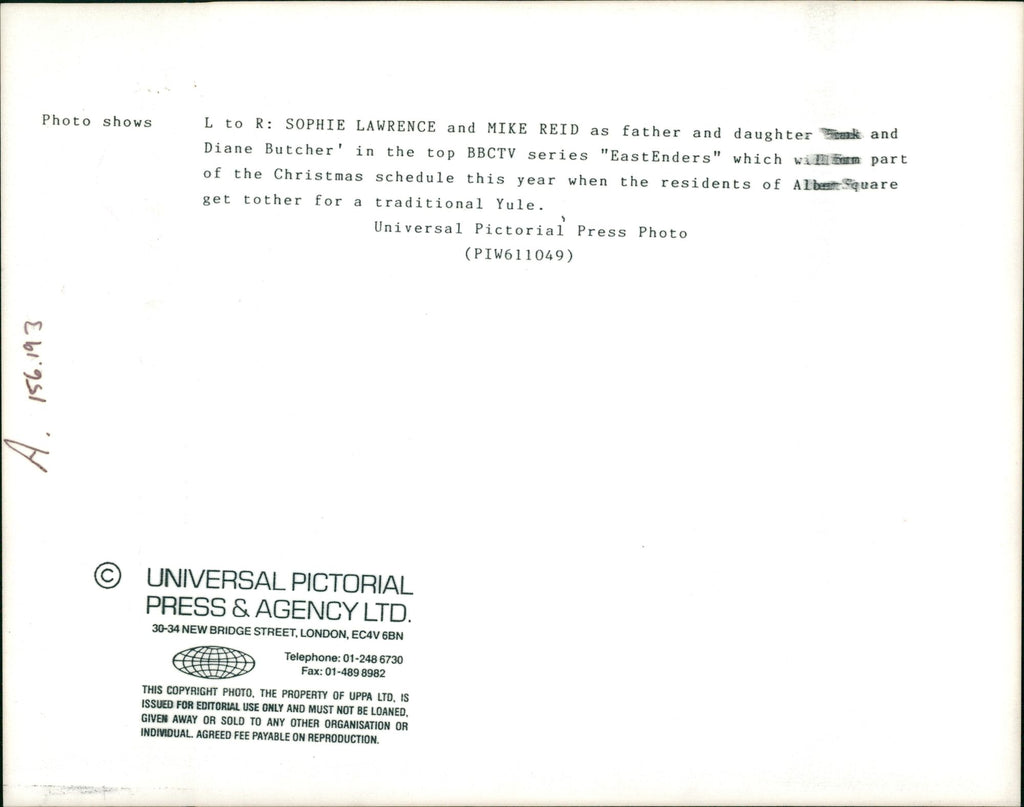 Photo shows L to R: SOPHIE LAWRENCE and MIKE REID as father and daughter and
Diane Butcher' in the top BBCTV series "EastEnders" which will form part
of the Christmas schedule this year when the residents of Albert Square
get tother for a traditional Yule.
Universal Pictorial Press Photo
(PIW611049)
A. 156.193
© UNIVERSAL PICTORIAL
PRESS & AGENCY LTD.
30-34 NEW BRIDGE STREET, LONDON, EC4V 6BN
Telephone: 01-248 6730
Fax: 01-489 8982
THIS COPYRIGHT PHOTO, THE PROPERTY OF UPPA LTD, IS
ISSUED FOR EDITORIAL USE ONLY AND MUST NOT BE LOANED,
GIVEN AWAY OR SOLD TO ANY OTHER ORGANISATION OR
INDIVIDUAL. AGREED FEE PAYABLE ON REPRODUCTION.